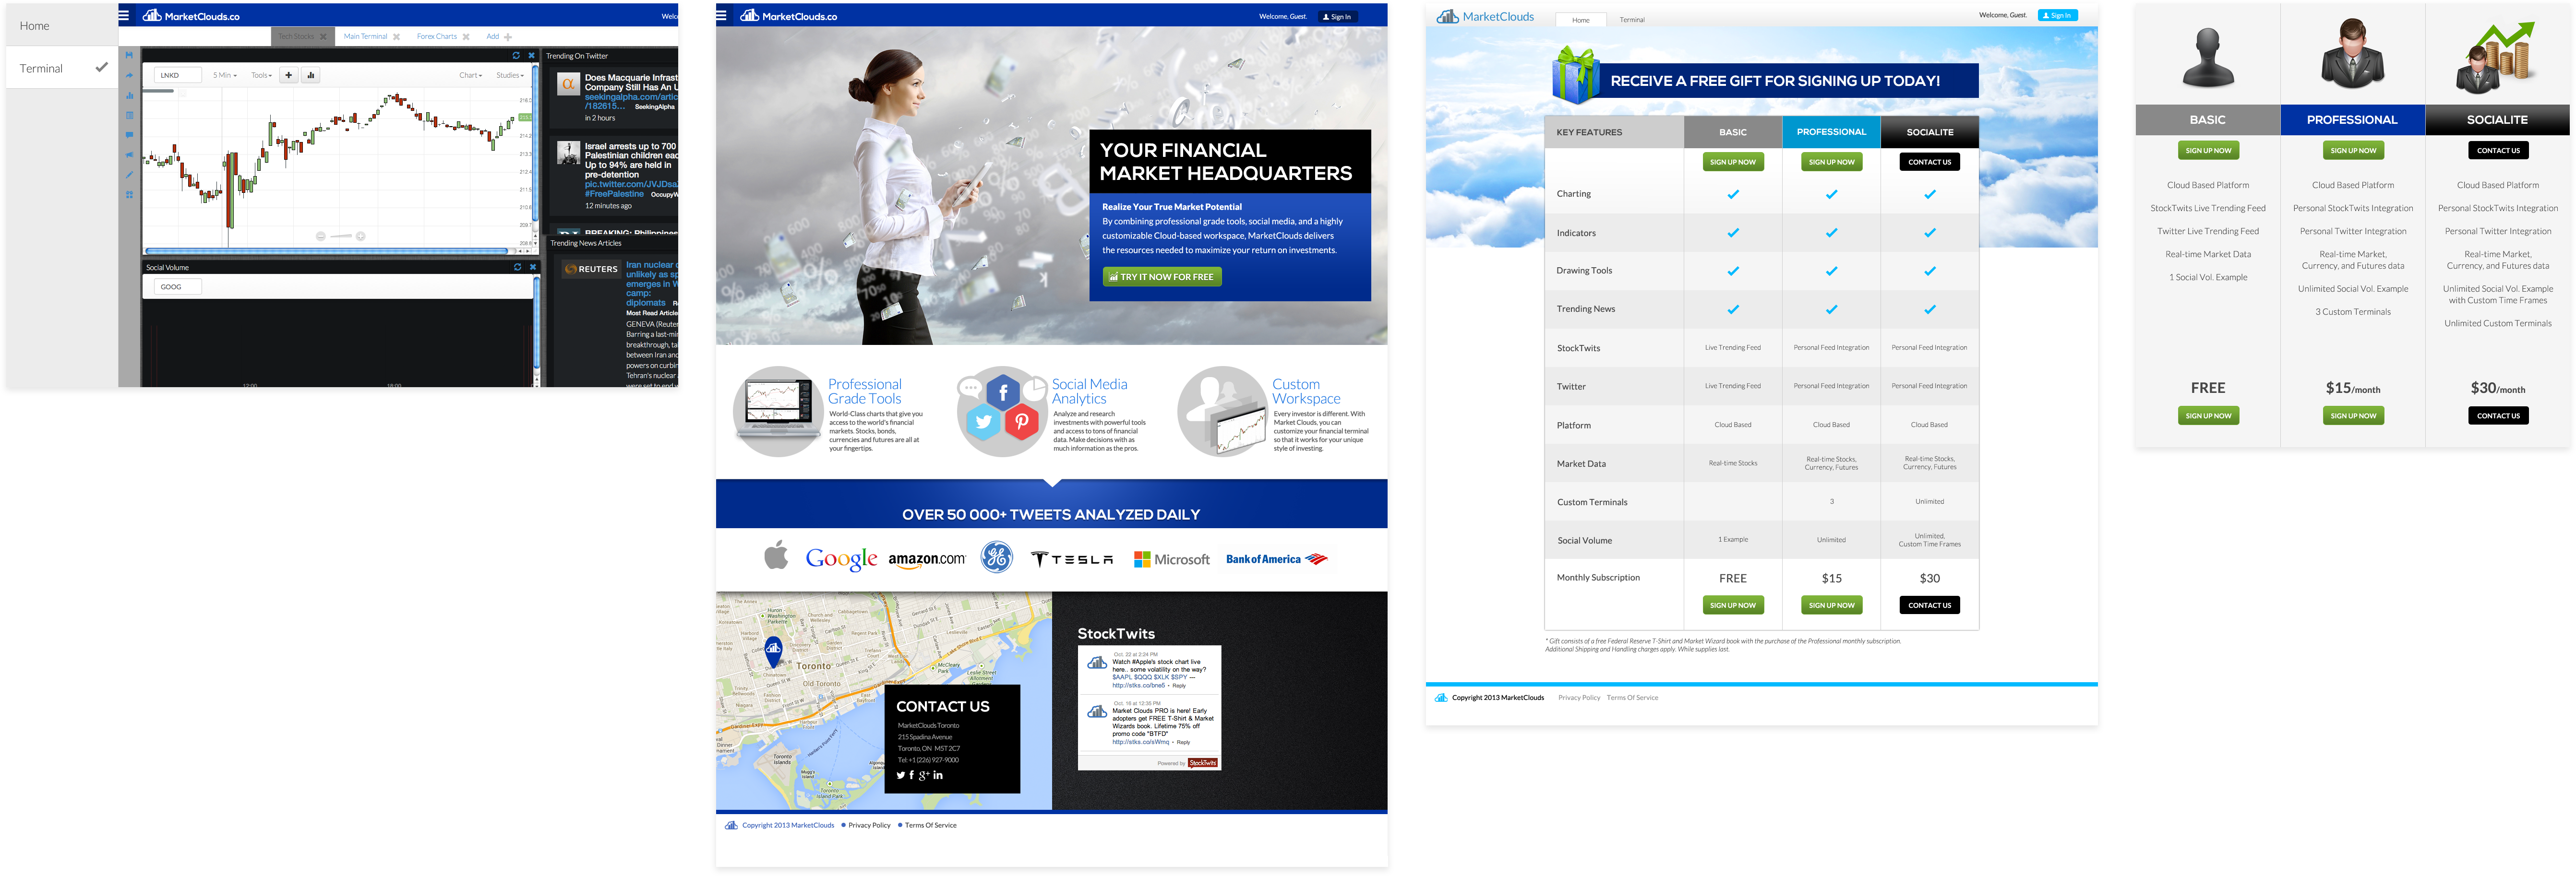 Home
Terminal
MarketClouds.co
Tech Stocks
Main Terminal
Forex Charts
Add
LNKD
5 Min
Tools
Chart
Studies
216.0
214.2
213.3
212.4
211.5
210.6
209.7
208.8
Social Volume
GOOG
12:00
18:00
Trending On Twitter
Does Macquarie Infrast
Company Still Has An U
seekingalpha.com/artic
/182615... SeekingAlpha
in 2 hours
Israel arrests up to 700
Palestinian children eac
Up to 94% are held in
pre-detention
pic.twitter.com/JVJDsa
#FreePalestine OccupyW
12 minutes ago
BREAKING: Philippines
Trending News Articles
REUTERS
Iran nuclear d
unlikely as sp
emerges in W
camp:
diplomats
Most Read Article
GENEVA (Reuter
Barring a last-min
breakthrough, tal
between Iran and
powers on curbin
Tehran's nuclear
were set to end w
MarketClouds.co
Welcome, Guest.
Sign In
YOUR FINANCIAL
MARKET HEADQUARTERS
Realize Your True Market Potential
By combining professional grade tools, social media, and a highly
customizable Cloud-based workspace, MarketClouds delivers
the resources needed to maximize your return on investments.
TRY IT NOW FOR FREE
Professional
Grade Tools
World-Class charts that give you
access to the world's financial
markets. Stocks, bonds,
currencies and futures are all at
your fingertips.
Social Media
Analytics
Analyze and research
investments with powerful tools
and access to tons of financial
data. Make decisions with as
much information as the pros.
Custom
Workspace
Every investor is different. With
Market Clouds, you can
customize your financial terminal
so that it works for your unique
style of investing.
OVER 50 000+ TWEETS ANALYZED DAILY
Google
amazon.com
GE
TESLA
Microsoft
Bank of America
Toronto
Old Toronto
Toronto
Islands
CONTACT US
MarketClouds Toronto
215 Spadina Avenue
Toronto, ON M5T 2C7
Tel: +1 (226) 927-9000
StockTwits
Oct. 22 at 2:24 PM
Watch #Apple's stock chart live
here.. some volatility on the way?
$AAPL $QQQ $XLK $SPY —
http://stks.co/bne6 • Reply
Oct. 16 at 12:35 PM
Market Clouds PRO is here! Early
adopters get FREE T-Shirt & Market
Wizards book. Lifetime 75% off
promo code "BTFD"
http://stks.co/sWmq • Reply
Powered by StockTwits
Copyright 2013 MarketClouds
Privacy Policy
Terms Of Service
MarketClouds
Home
Terminal
Welcome, Guest.
Sign In
RECEIVE A FREE GIFT FOR SIGNING UP TODAY!
KEY FEATURES BASIC PROFESSIONAL SOCIALITE
SIGN UP NOW SIGN UP NOW CONTACT US
Charting
Indicators
Drawing Tools
Trending News
StockTwits Live Trending Feed Personal Feed Integration Personal Feed Integration
Twitter Live Trending Feed Personal Feed Integration Personal Feed Integration
Platform Cloud Based Cloud Based Cloud Based
Market Data Real-time Stocks Real-time Stocks, Currency, Futures Real-time Stocks, Currency, Futures
Custom Terminals 3 Unlimited
Social Volume 1 Example Unlimited Unlimited, Custom Time Frames
Monthly Subscription FREE $15 $30
SIGN UP NOW SIGN UP NOW CONTACT US
* Gift consists of a free Federal Reserve T-Shirt and Market Wizard book with the purchase of the Professional monthly subscription.
Additional Shipping and Handling charges apply. While supplies last.
Copyright 2013 MarketClouds
Privacy Policy
Terms Of Service
BASIC
SIGN UP NOW
Cloud Based Platform
StockTwits Live Trending Feed
Twitter Live Trending Feed
Real-time Market Data
1 Social Vol. Example
FREE
SIGN UP NOW
PROFESSIONAL
SIGN UP NOW
Cloud Based Platform
Personal StockTwits Integration
Personal Twitter Integration
Real-time Market,
Currency, and Futures data
Unlimited Social Vol. Example
3 Custom Terminals
$15/month
SIGN UP NOW
SOCIALITE
CONTACT US
Cloud Based Platform
Personal StockTwits Integration
Personal Twitter Integration
Real-time Market,
Currency, and Futures data
Unlimited Social Vol. Example
with Custom Time Frames
Unlimited Custom Terminals
$30/month
CONTACT US